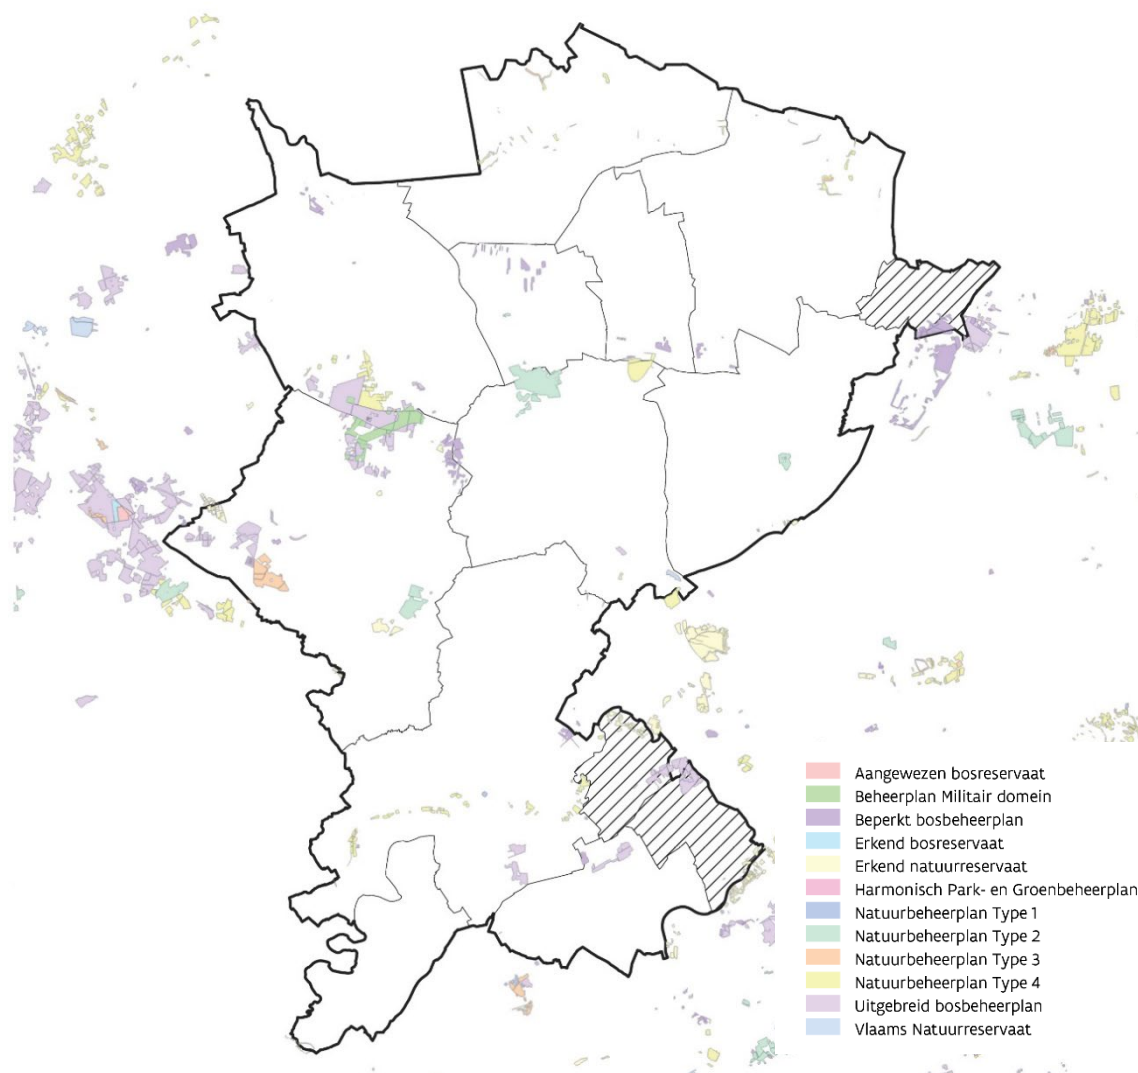 Aangewezen bosreservaat
Beheerplan Militair domein
Beperkt bosbeheerplan
Erkend bosreservaat
Erkend natuurreservaat
Harmonisch Park- en Groenbeheerplan
Natuurbeheerplan Type 1
Natuurbeheerplan Type 2
Natuurbeheerplan Type 3
Natuurbeheerplan Type 4
Uitgebreid bosbeheerplan
Vlaams Natuurreservaat